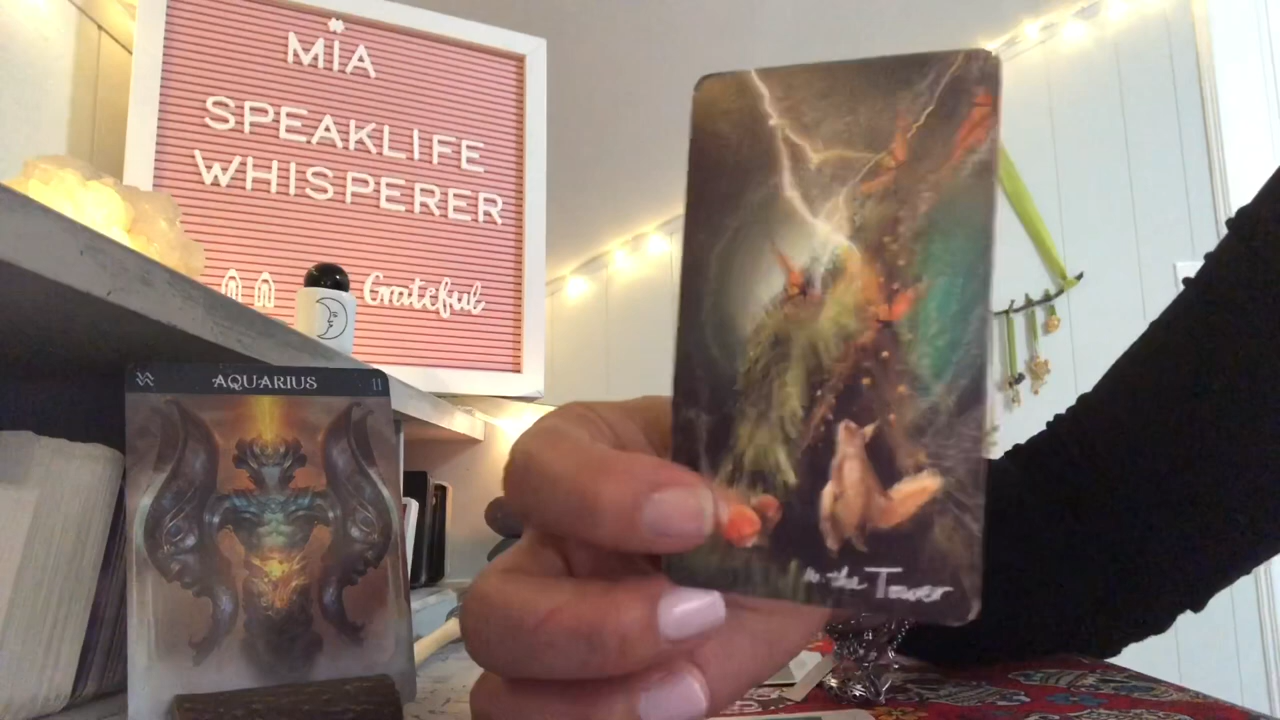 MIA
SPEAKLIFE
WHISPERER
Grateful
AQUARIUS 11
the Tower